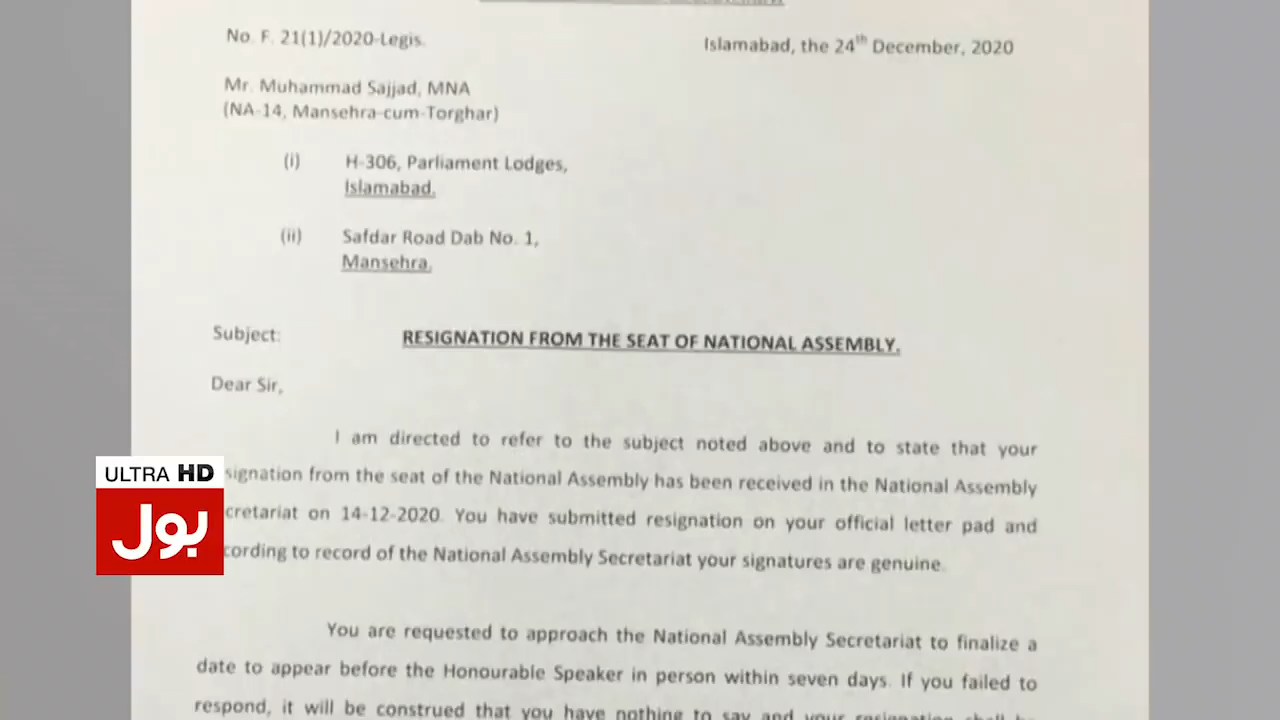 No. F. 21(1)/2020-Legis.
Islamabad, the 24th December, 2020
Mr. Muhammad Sajjad, MNA
(NA-14, Mansehra-cum-Torghar)
(i) H-306, Parliament Lodges,
Islamabad.
(ii) Safdar Road Dab No. 1,
Mansehra.
Subject: RESIGNATION FROM THE SEAT OF NATIONAL ASSEMBLY.
Dear Sir,
I am directed to refer to the subject noted above and to state that your
signation from the seat of the National Assembly has been received in the National Assembly
cretariat on 14-12-2020. You have submitted resignation on your official letter pad and
cording to record of the National Assembly Secretariat your signatures are genuine.
You are requested to approach the National Assembly Secretariat to finalize a
date to appear before the Honourable Speaker in person within seven days. If you failed to
respond, it will be construed that you have nothing to say and your resignation shall be
ULTRA HD
بول